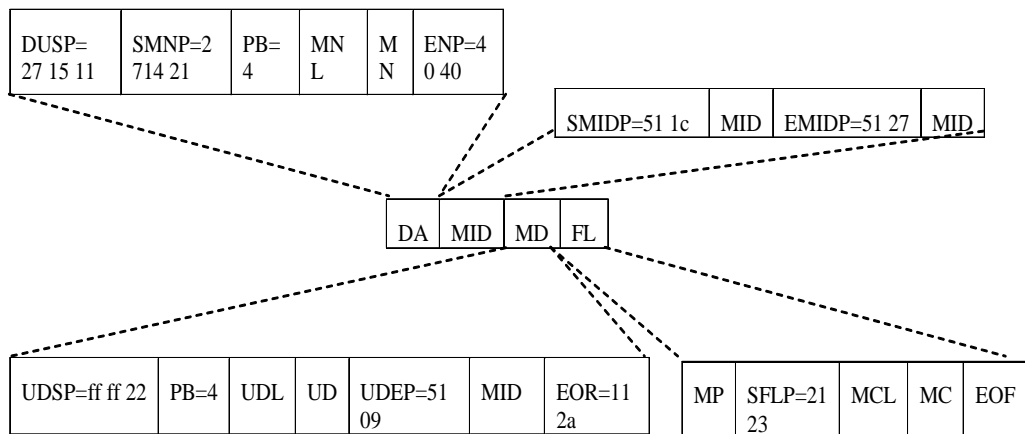 DUSP=
27 15 11
SMNP=2
714 21
PB=
4
MN
L
M
N
ENP=4
0 40
SMIDP=51 1c
MID
EMIDP=51 27
MID
DA
MID
MD
FL
UDSP=ff ff 22
PB=4
UDL
UD
UDEP=51
09
MID
EOR=11
2a
MP
SFLP=21
23
MCL
MC
EOF